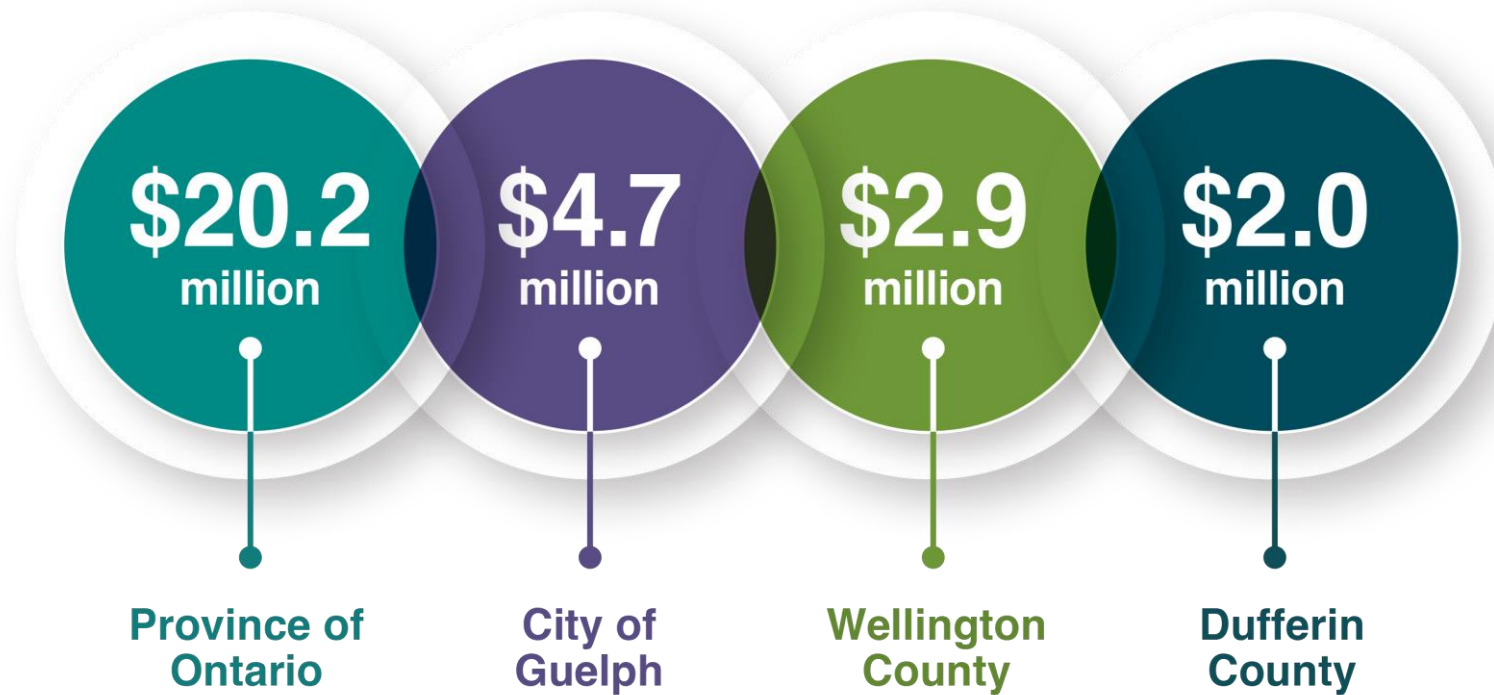 $20.2
million
$4.7
million
$2.9
million
$2.0
million
Province of
Ontario
City of
Guelph
Wellington
County
Dufferin
County